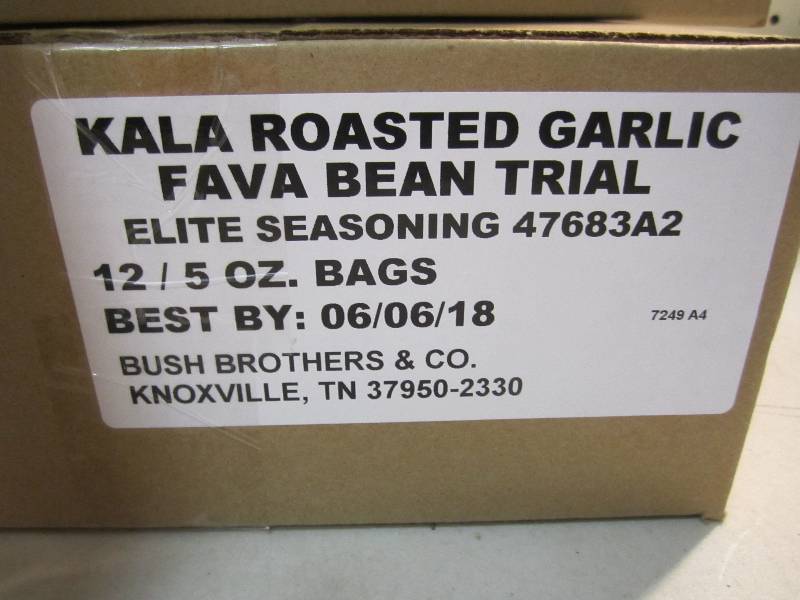 KALA ROASTED GARLIC
FAVA BEAN TRIAL
ELITE SEASONING 47683A2
12 / 5 OZ. BAGS
BEST BY: 06/06/18
7249 A4
BUSH BROTHERS & CO.
KNOXVILLE, TN 37950-2330